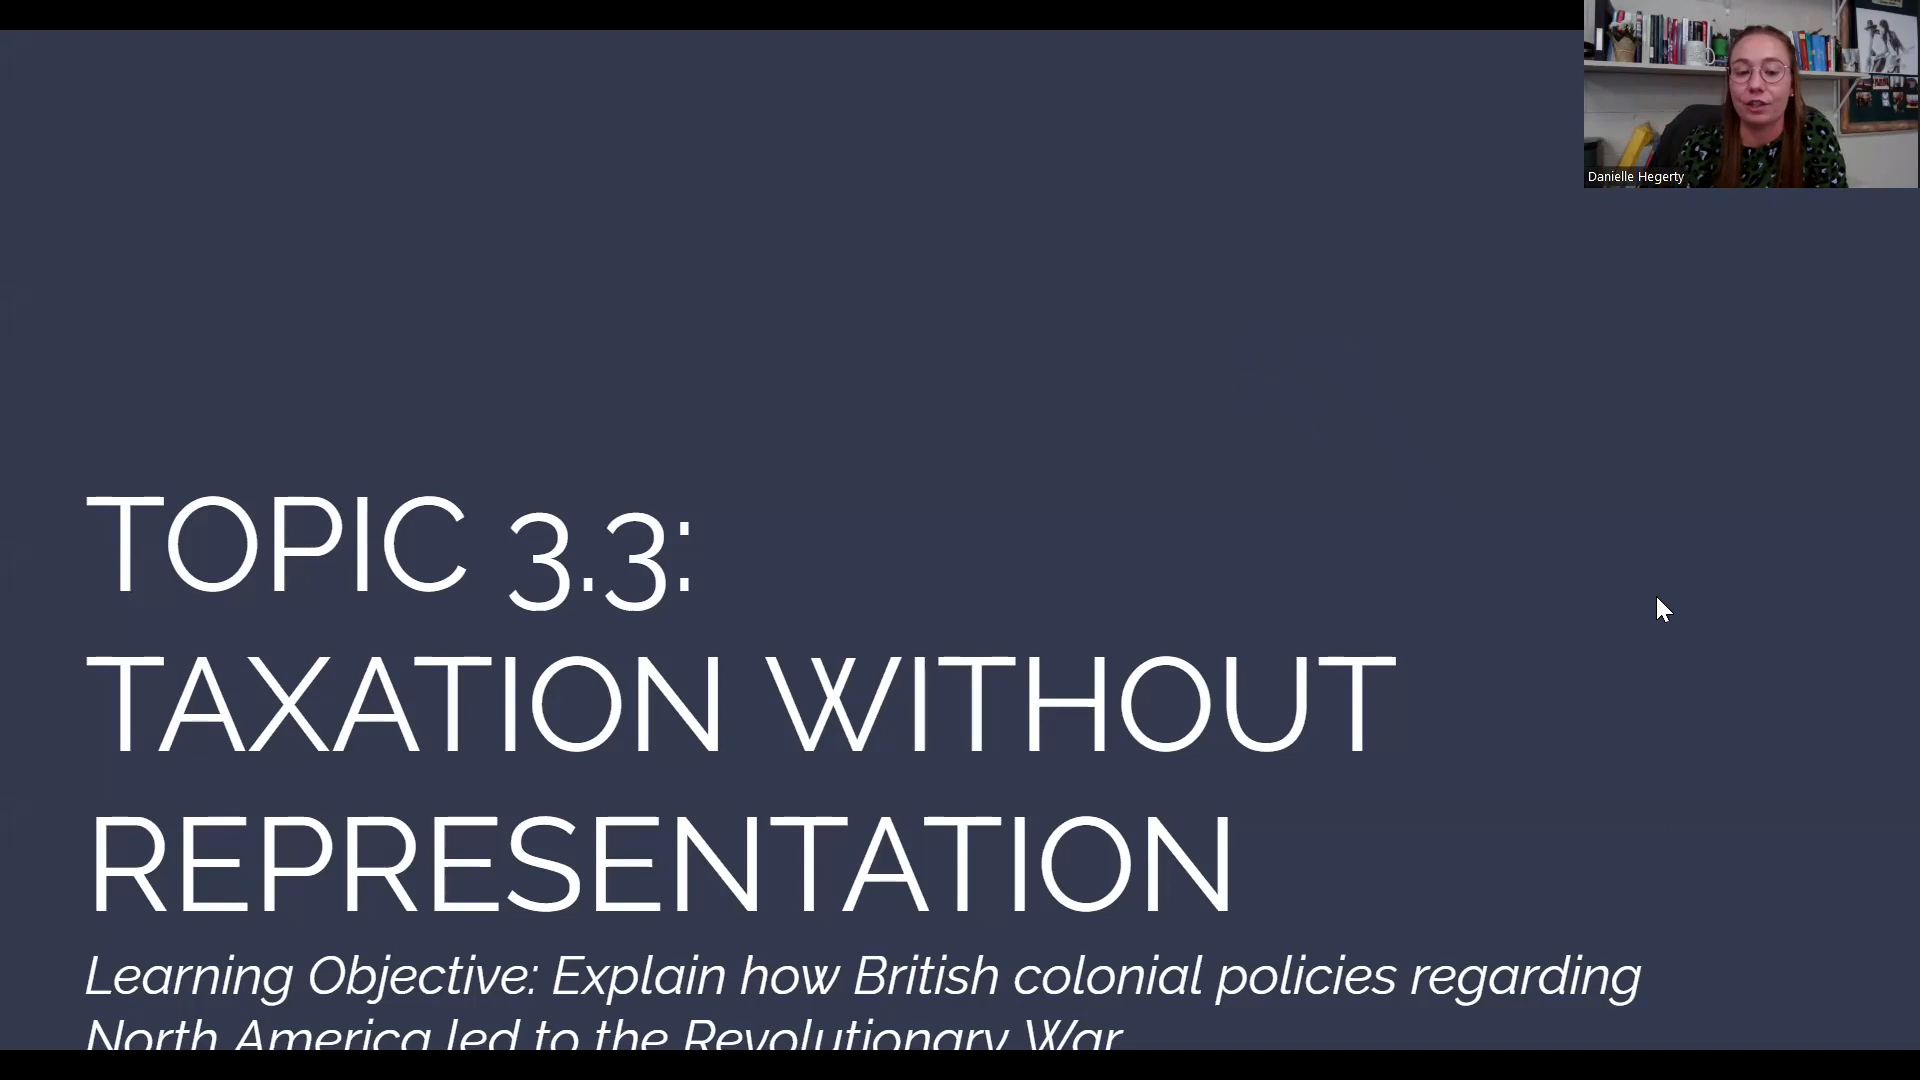 Danielle Hegerty
TOPIC 3.3:
TAXATION WITHOUT
REPRESENTATION
Learning Objective: Explain how British colonial policies regarding
North America led to the Revolutionary War